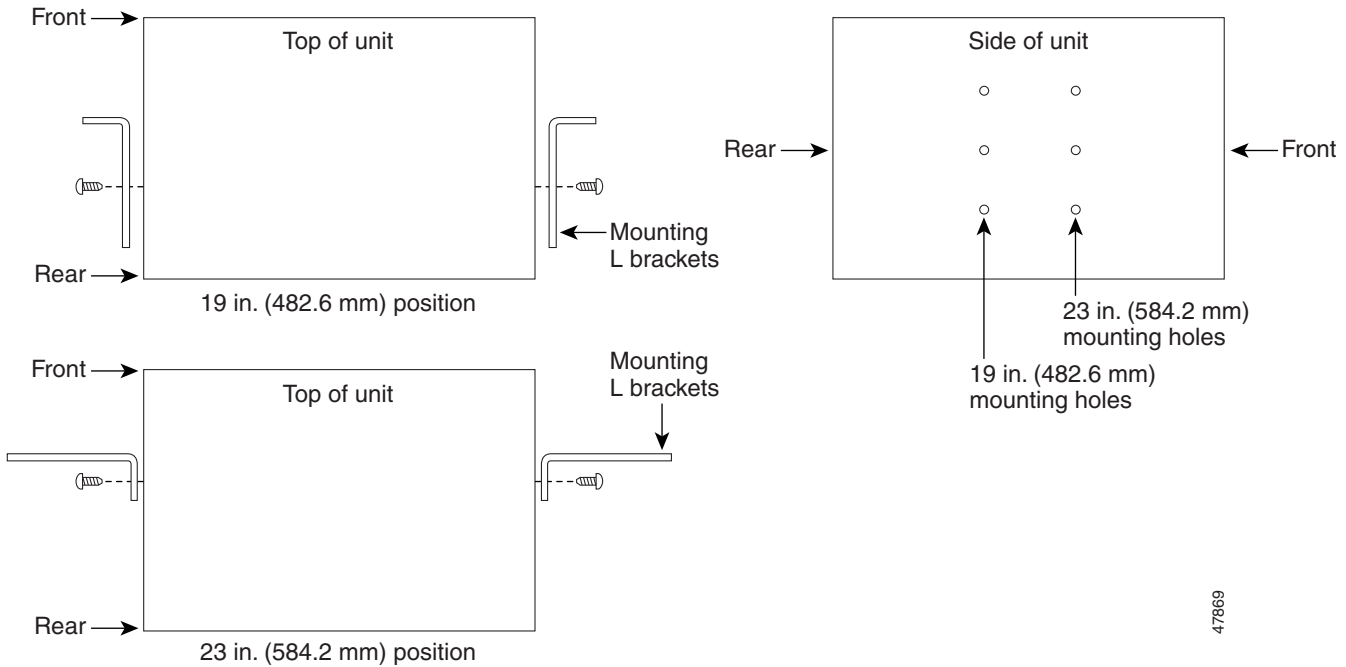 Front
Top of unit
Mounting
L brackets
Rear
19 in. (482.6 mm) position
Side of unit
Rear
Front
23 in. (584.2 mm)
mounting holes
19 in. (482.6 mm)
mounting holes
Front
Top of unit
Mounting
L brackets
Rear
23 in. (584.2 mm) position
47869